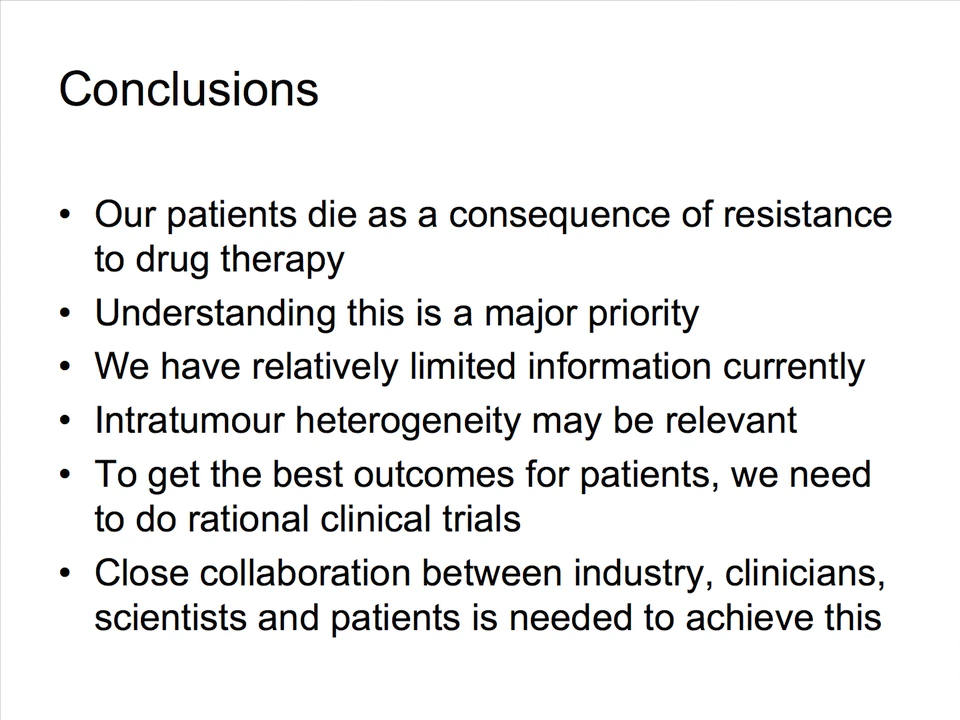 Conclusions
• Our patients die as a consequence of resistance
to drug therapy
• Understanding this is a major priority
• We have relatively limited information currently
• Intratumour heterogeneity may be relevant
• To get the best outcomes for patients, we need
to do rational clinical trials
• Close collaboration between industry, clinicians,
scientists and patients is needed to achieve this